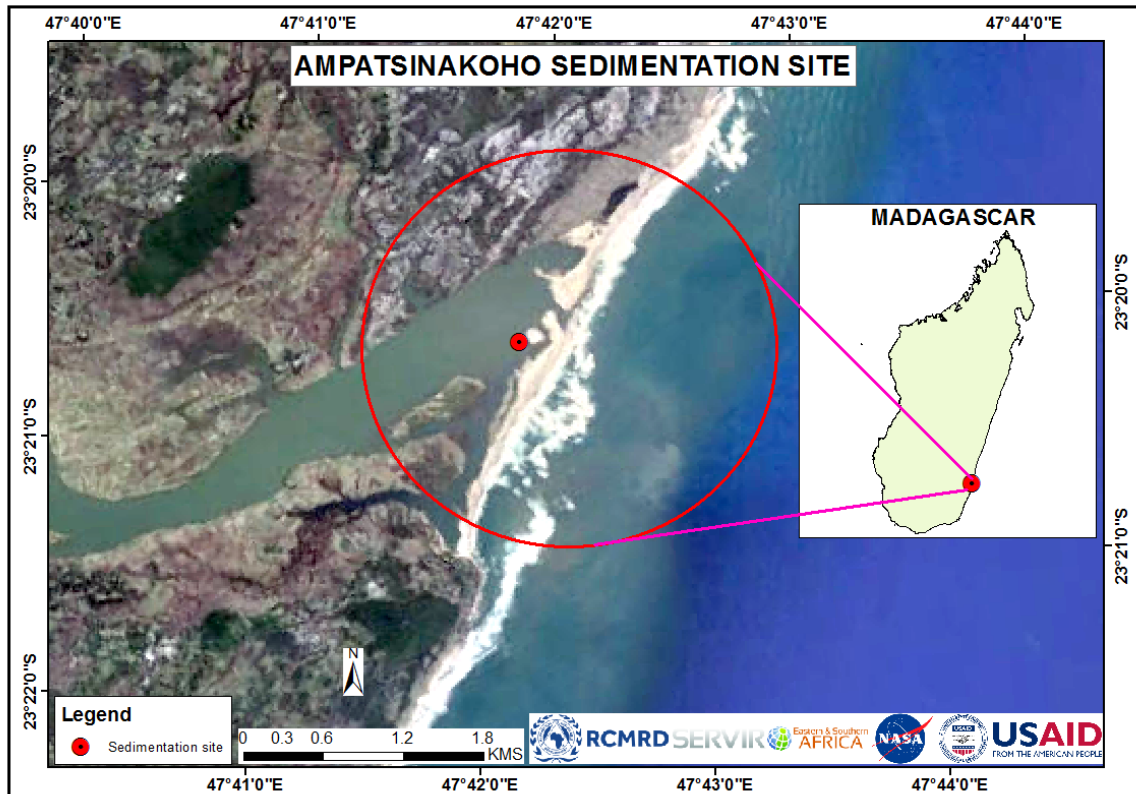 47°40'0"E 47°41'0"E 47°42'0"E 47°43'0"E 47°44'0"E
AMPATSINAKOHO SEDIMENTATION SITE
23°20'0"S
23°21'0"S
23°22'0"S
MADAGASCAR
23°20'0"S
23°21'0"S
N
Legend
Sedimentation site
0 0.3 0.6 1.2 1.8
KMS
RCMRD SERVIR Eastern & Southern
AFRICA
NASA
USAID
USAID
FROM THE AMERICAN PEOPLE
47°41'0"E 47°42'0"E 47°43'0"E 47°44'0"E